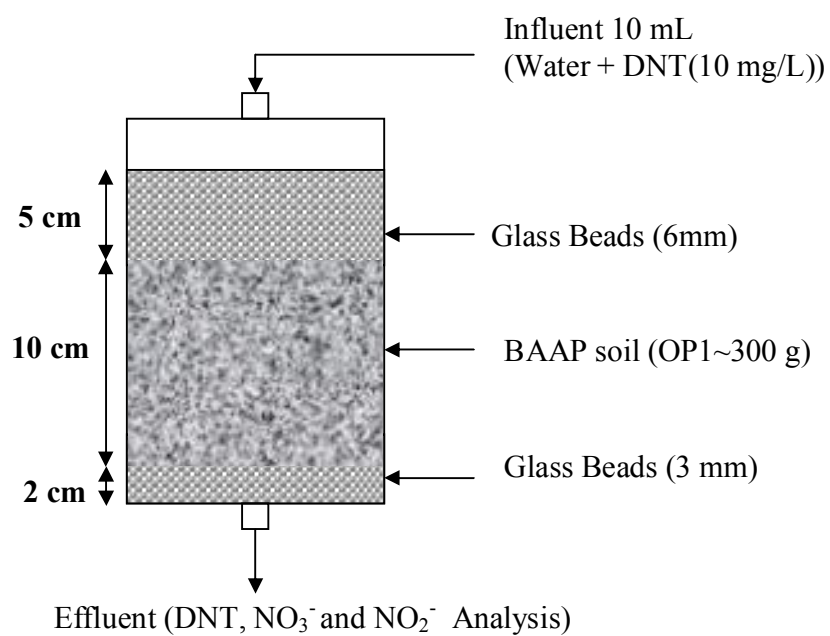 Influent 10 mL
(Water + DNT(10 mg/L))
5 cm
Glass Beads (6mm)
10 cm
BAAP soil (OP1~300 g)
Glass Beads (3 mm)
2 cm
Effluent (DNT, NO₃⁻ and NO₂⁻ Analysis)